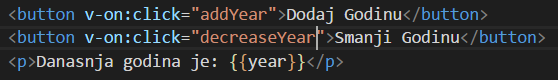 <button v-on:click="addYear">Dodaj Godinu</button>
<button v-on:click="decreaseYear">Smanji Godinu</button>
<p>Danasnja godina je: {{year}}</p>